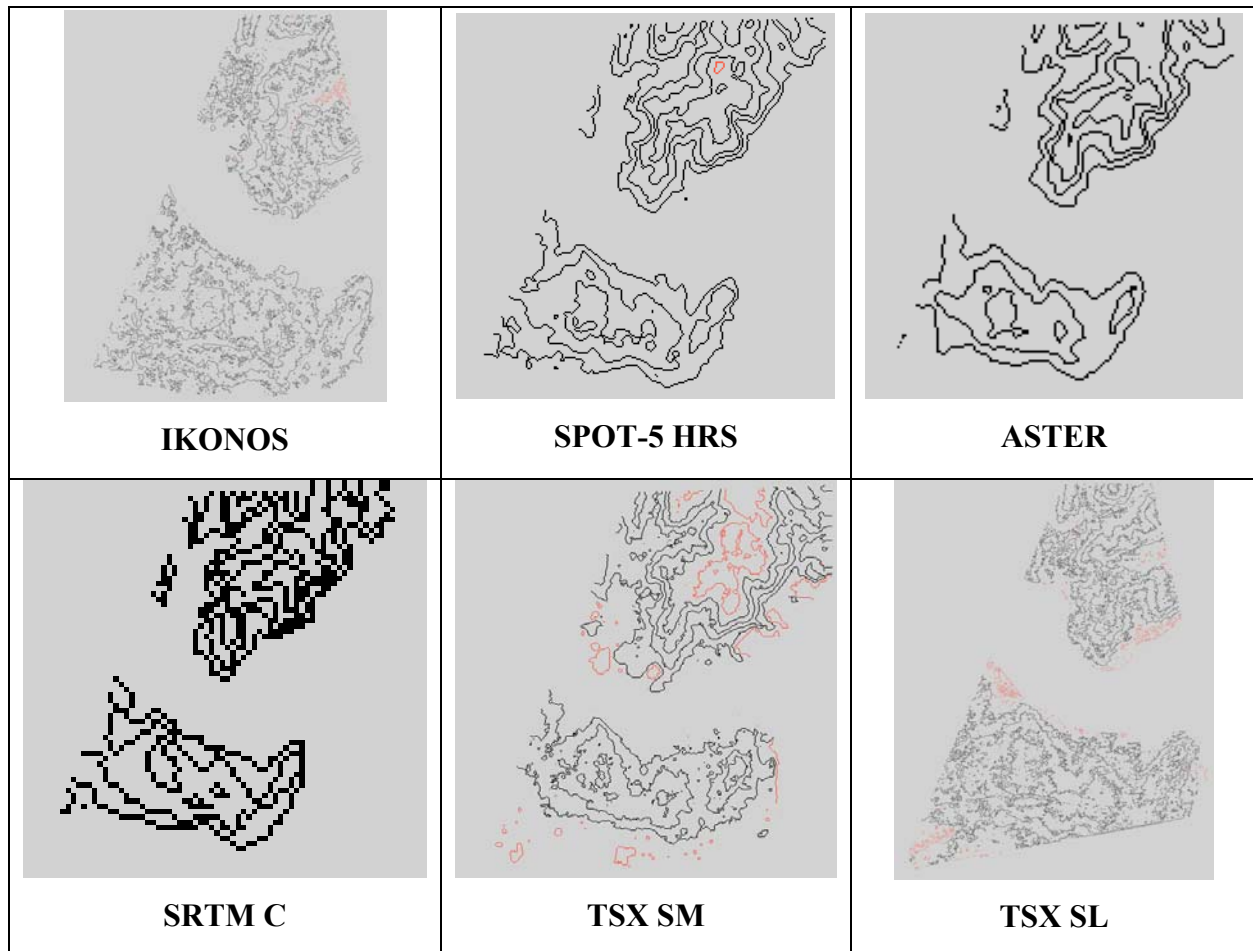 IKONOS
SPOT-5 HRS
ASTER
SRTM C
TSX SM
TSX SL